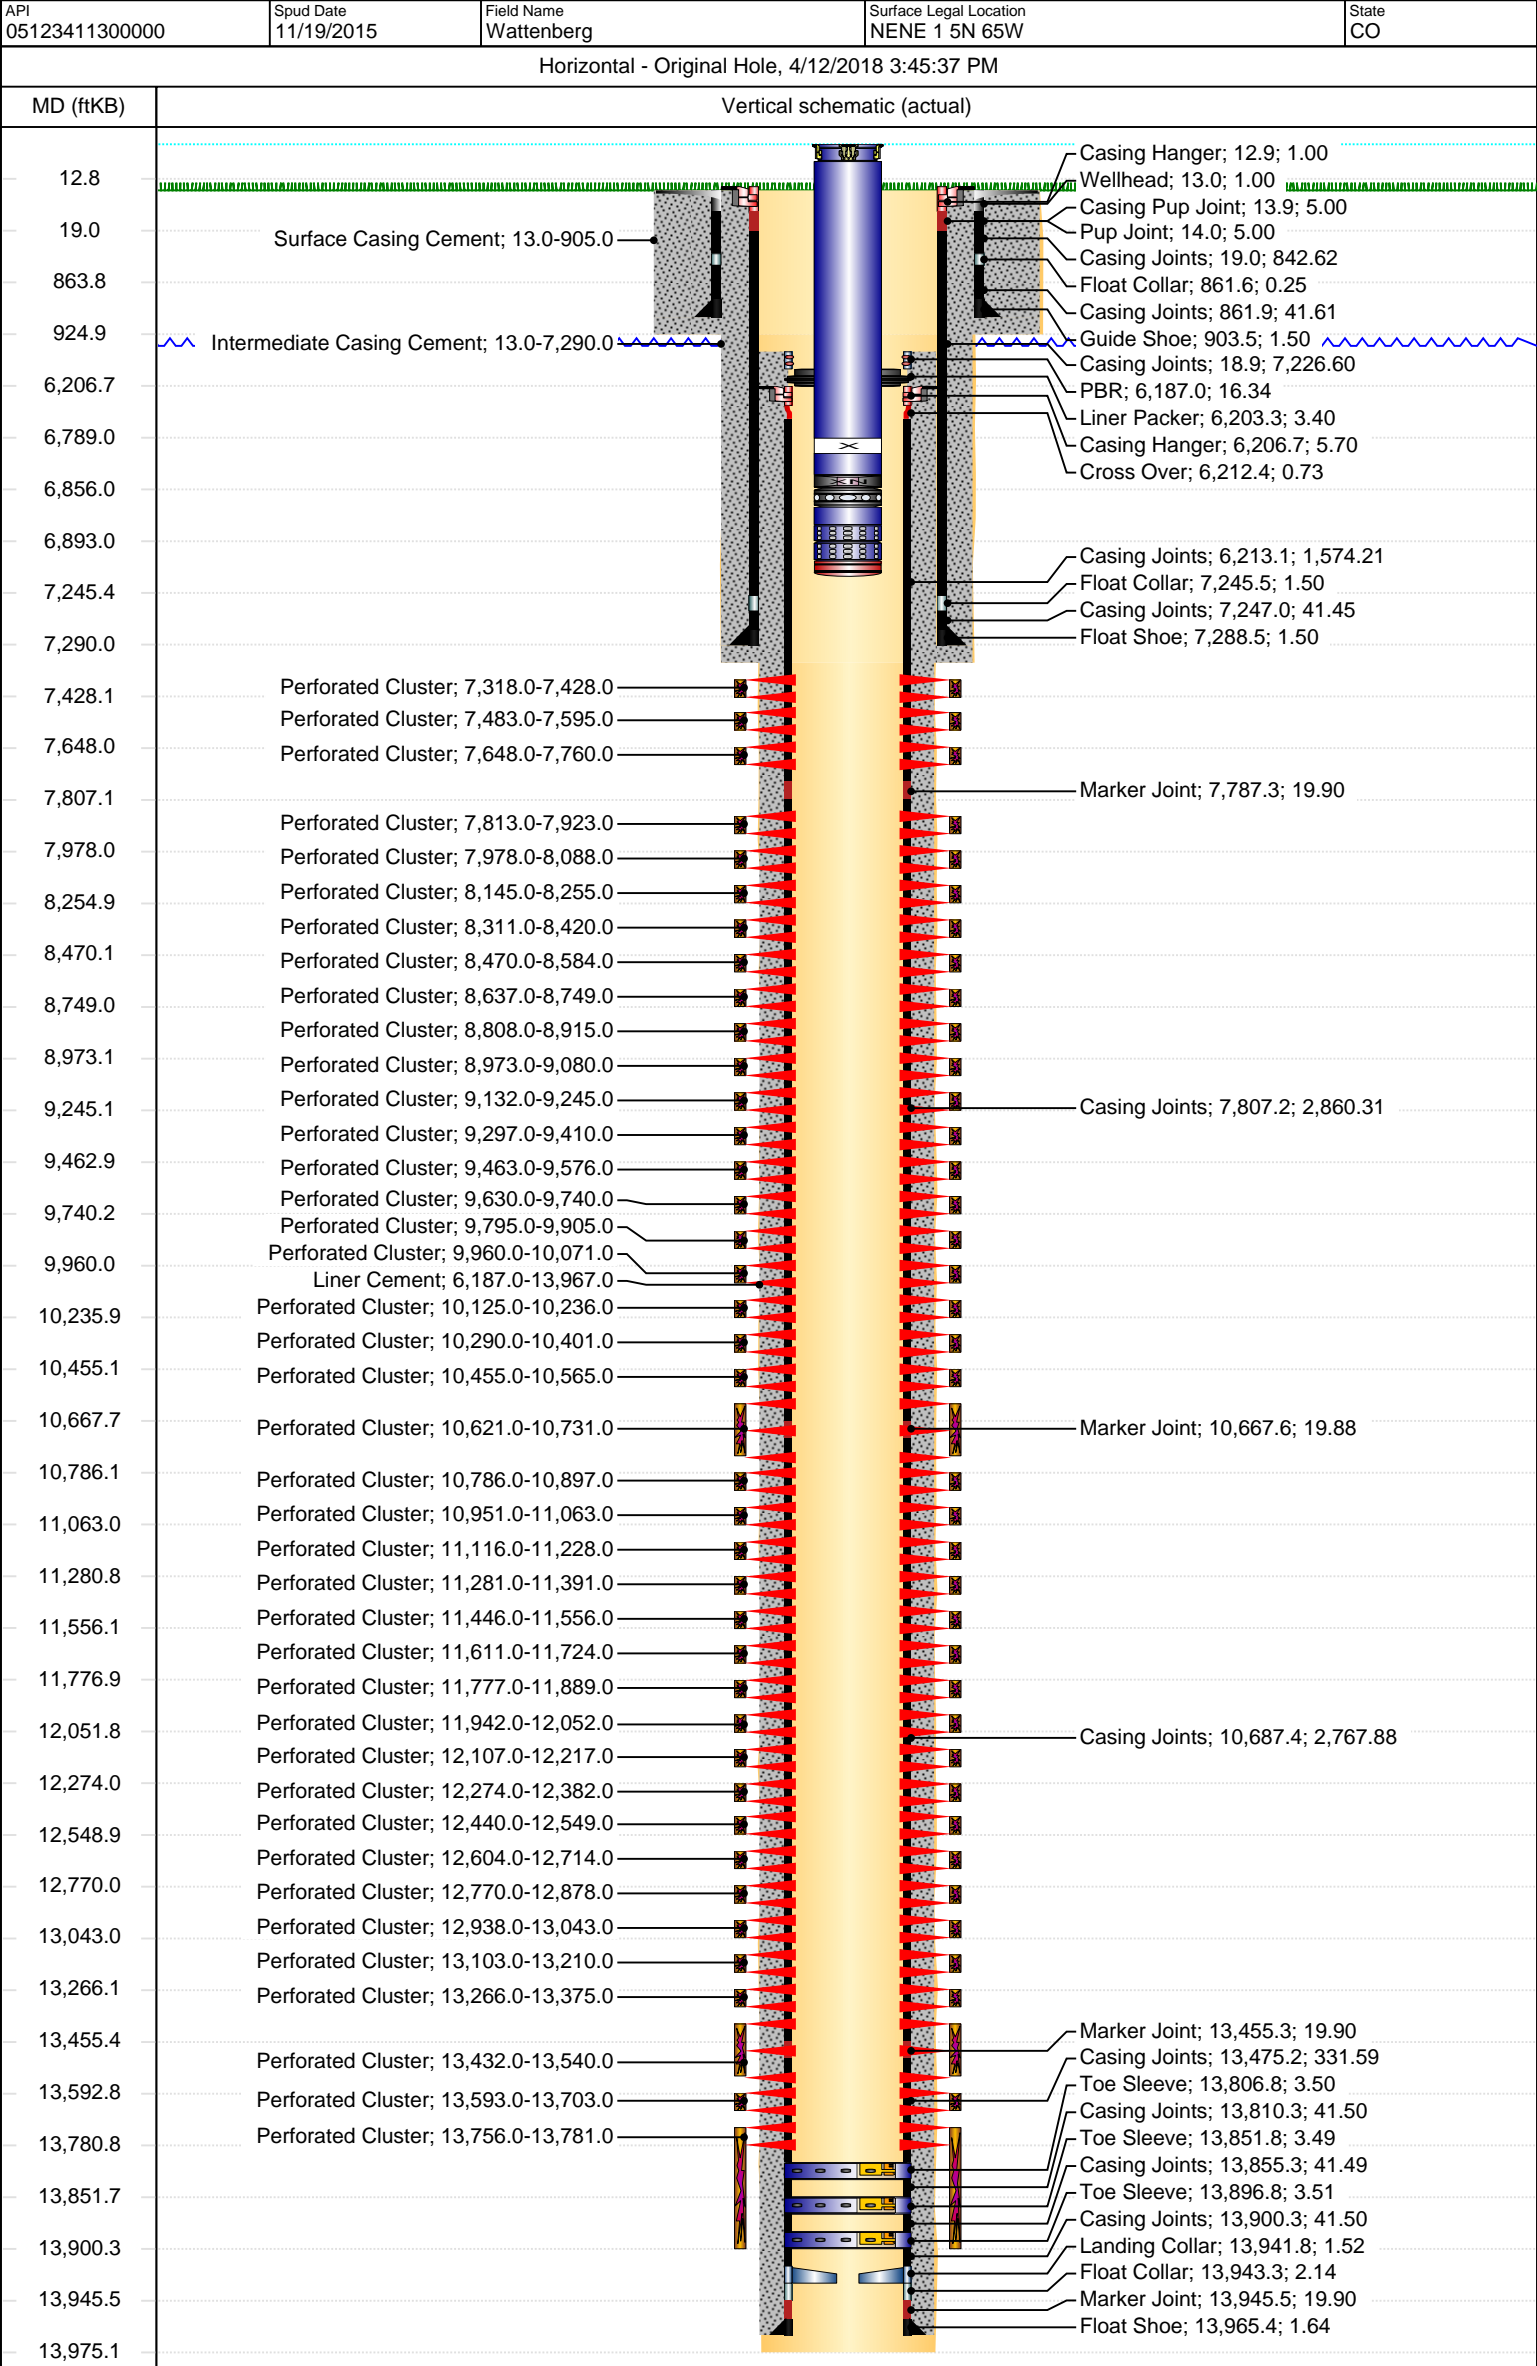 API
05123411300000
Spud Date
11/19/2015
Field Name
Wattenberg
Surface Legal Location
NENE 1 5N 65W
State
CO
Horizontal - Original Hole, 4/12/2018 3:45:37 PM
MD (ftKB)
Vertical schematic (actual)
12.8
19.0
863.8
924.9
6,206.7
6,789.0
6,856.0
6,893.0
7,245.4
7,290.0
7,428.1
7,648.0
7,807.1
7,978.0
8,254.9
8,470.1
8,749.0
8,973.1
9,245.1
9,462.9
9,740.2
9,960.0
10,235.9
10,455.1
10,667.7
10,786.1
11,063.0
11,280.8
11,556.1
11,776.9
12,051.8
12,274.0
12,548.9
12,770.0
13,043.0
13,266.1
13,455.4
13,592.8
13,780.8
13,851.7
13,900.3
13,945.5
13,975.1
Surface Casing Cement; 13.0-905.0
Intermediate Casing Cement; 13.0-7,290.0
Perforated Cluster; 7,318.0-7,428.0
Perforated Cluster; 7,483.0-7,595.0
Perforated Cluster; 7,648.0-7,760.0
Perforated Cluster; 7,813.0-7,923.0
Perforated Cluster; 7,978.0-8,088.0
Perforated Cluster; 8,145.0-8,255.0
Perforated Cluster; 8,311.0-8,420.0
Perforated Cluster; 8,470.0-8,584.0
Perforated Cluster; 8,637.0-8,749.0
Perforated Cluster; 8,808.0-8,915.0
Perforated Cluster; 8,973.0-9,080.0
Perforated Cluster; 9,132.0-9,245.0
Perforated Cluster; 9,297.0-9,410.0
Perforated Cluster; 9,463.0-9,576.0
Perforated Cluster; 9,630.0-9,740.0
Perforated Cluster; 9,795.0-9,905.0
Perforated Cluster; 9,960.0-10,071.0
Liner Cement; 6,187.0-13,967.0
Perforated Cluster; 10,125.0-10,236.0
Perforated Cluster; 10,290.0-10,401.0
Perforated Cluster; 10,455.0-10,565.0
Perforated Cluster; 10,621.0-10,731.0
Perforated Cluster; 10,786.0-10,897.0
Perforated Cluster; 10,951.0-11,063.0
Perforated Cluster; 11,116.0-11,228.0
Perforated Cluster; 11,281.0-11,391.0
Perforated Cluster; 11,446.0-11,556.0
Perforated Cluster; 11,611.0-11,724.0
Perforated Cluster; 11,777.0-11,889.0
Perforated Cluster; 11,942.0-12,052.0
Perforated Cluster; 12,107.0-12,217.0
Perforated Cluster; 12,274.0-12,382.0
Perforated Cluster; 12,440.0-12,549.0
Perforated Cluster; 12,604.0-12,714.0
Perforated Cluster; 12,770.0-12,878.0
Perforated Cluster; 12,938.0-13,043.0
Perforated Cluster; 13,103.0-13,210.0
Perforated Cluster; 13,266.0-13,375.0
Perforated Cluster; 13,432.0-13,540.0
Perforated Cluster; 13,593.0-13,703.0
Perforated Cluster; 13,756.0-13,781.0
Casing Hanger; 12.9; 1.00
Wellhead; 13.0; 1.00
Casing Pup Joint; 13.9; 5.00
Pup Joint; 14.0; 5.00
Casing Joints; 19.0; 842.62
Float Collar; 861.6; 0.25
Casing Joints; 861.9; 41.61
Guide Shoe; 903.5; 1.50
Casing Joints; 18.9; 7,226.60
PBR; 6,187.0; 16.34
Liner Packer; 6,203.3; 3.40
Casing Hanger; 6,206.7; 5.70
Cross Over; 6,212.4; 0.73
Casing Joints; 6,213.1; 1,574.21
Float Collar; 7,245.5; 1.50
Casing Joints; 7,247.0; 41.45
Float Shoe; 7,288.5; 1.50
Marker Joint; 7,787.3; 19.90
Casing Joints; 7,807.2; 2,860.31
Marker Joint; 10,667.6; 19.88
Casing Joints; 10,687.4; 2,767.88
Marker Joint; 13,455.3; 19.90
Casing Joints; 13,475.2; 331.59
Toe Sleeve; 13,806.8; 3.50
Casing Joints; 13,810.3; 41.50
Toe Sleeve; 13,851.8; 3.49
Casing Joints; 13,855.3; 41.49
Toe Sleeve; 13,896.8; 3.51
Casing Joints; 13,900.3; 41.50
Landing Collar; 13,941.8; 1.52
Float Collar; 13,943.3; 2.14
Marker Joint; 13,945.5; 19.90
Float Shoe; 13,965.4; 1.64